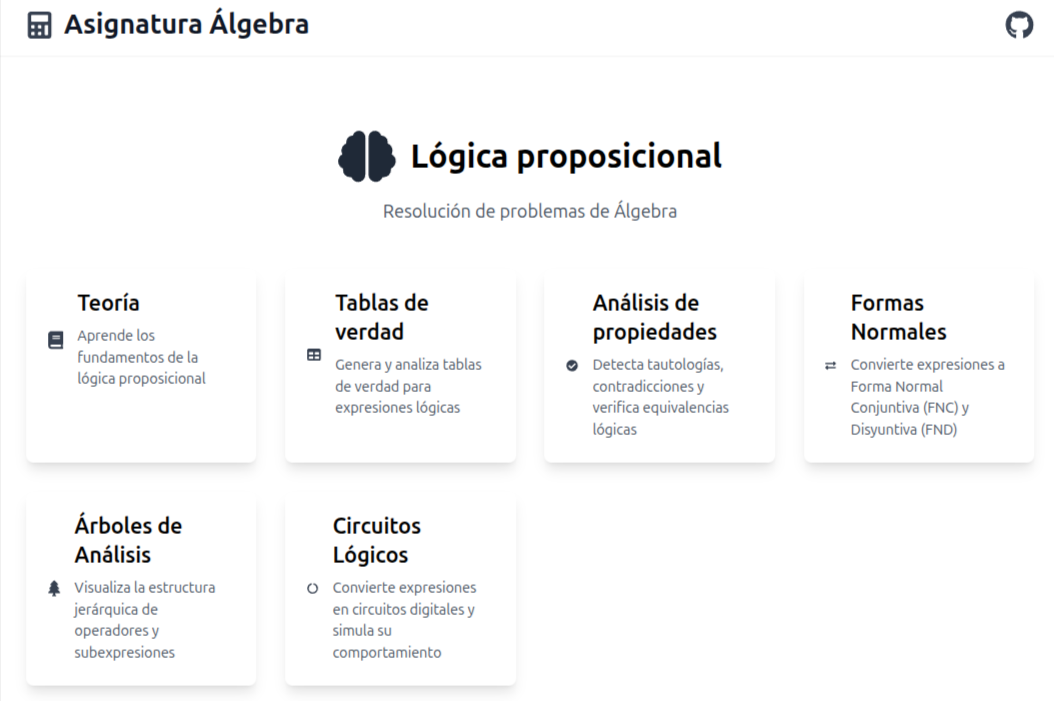 Asignatura Álgebra
Lógica proposicional
Resolución de problemas de Álgebra
Teoría
Aprende los
fundamentos de la
lógica proposicional
Tablas de
verdad
Genera y analiza tablas
de verdad para
expresiones lógicas
Análisis de
propiedades
Detecta tautologías,
contradicciones y
verifica equivalencias
lógicas
Formas
Normales
Convierte expresiones a
Forma Normal
Conjuntiva (FNC) y
Disyuntiva (FND)
Árboles de
Análisis
Visualiza la estructura
jerárquica de
operadores y
subexpresiones
Circuitos
Lógicos
Convierte expresiones
en circuitos digitales y
simula su
comportamiento